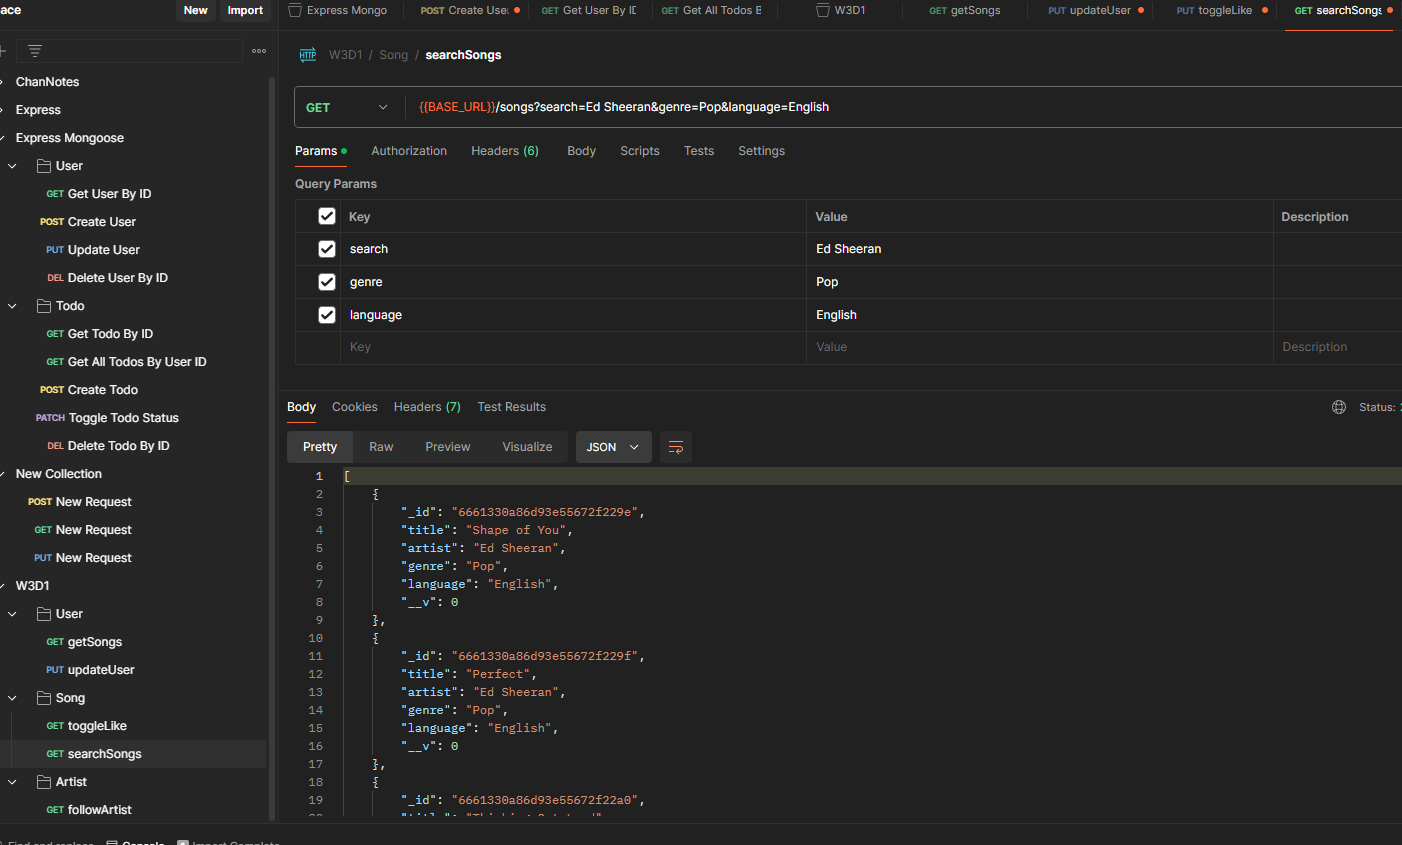 ace New Import
Express Mongo POST Create Use GET Get User By ID GET Get All Todos B W3D1 GET getSongs PUT updateUser PUT toggleLike GET searchSongs
HTTP W3D1 / Song / searchSongs
ChanNotes
Express
Express Mongoose
User
GET Get User By ID
POST Create User
PUT Update User
DEL Delete User By ID
Todo
GET Get Todo By ID
GET Get All Todos By User ID
POST Create Todo
PATCH Toggle Todo Status
DEL Delete Todo By ID
New Collection
POST New Request
GET New Request
PUT New Request
W3D1
User
GET getSongs
PUT updateUser
Song
GET toggleLike
GET searchSongs
Artist
GET followArtist
GET {{BASE_URL}}/songs?search=Ed Sheeran&genre=Pop&language=English
Params Authorization Headers (6) Body Scripts Tests Settings
Query Params
Key Value Description
search Ed Sheeran
genre Pop
language English
Key Value Description
Body Cookies Headers (7) Test Results Status:
Pretty Raw Preview Visualize JSON
1 [
2 {
3 "_id": "6661330a86d93e55672f229e",
4 "title": "Shape of You",
5 "artist": "Ed Sheeran",
6 "genre": "Pop",
7 "language": "English",
8 "__v": 0
9 },
10 {
11 "_id": "6661330a86d93e55672f229f",
12 "title": "Perfect",
13 "artist": "Ed Sheeran",
14 "genre": "Pop",
15 "language": "English",
16 "__v": 0
17 },
18 {
19 "_id": "6661330a86d93e55672f22a0",
Find and replace Console Import Complete